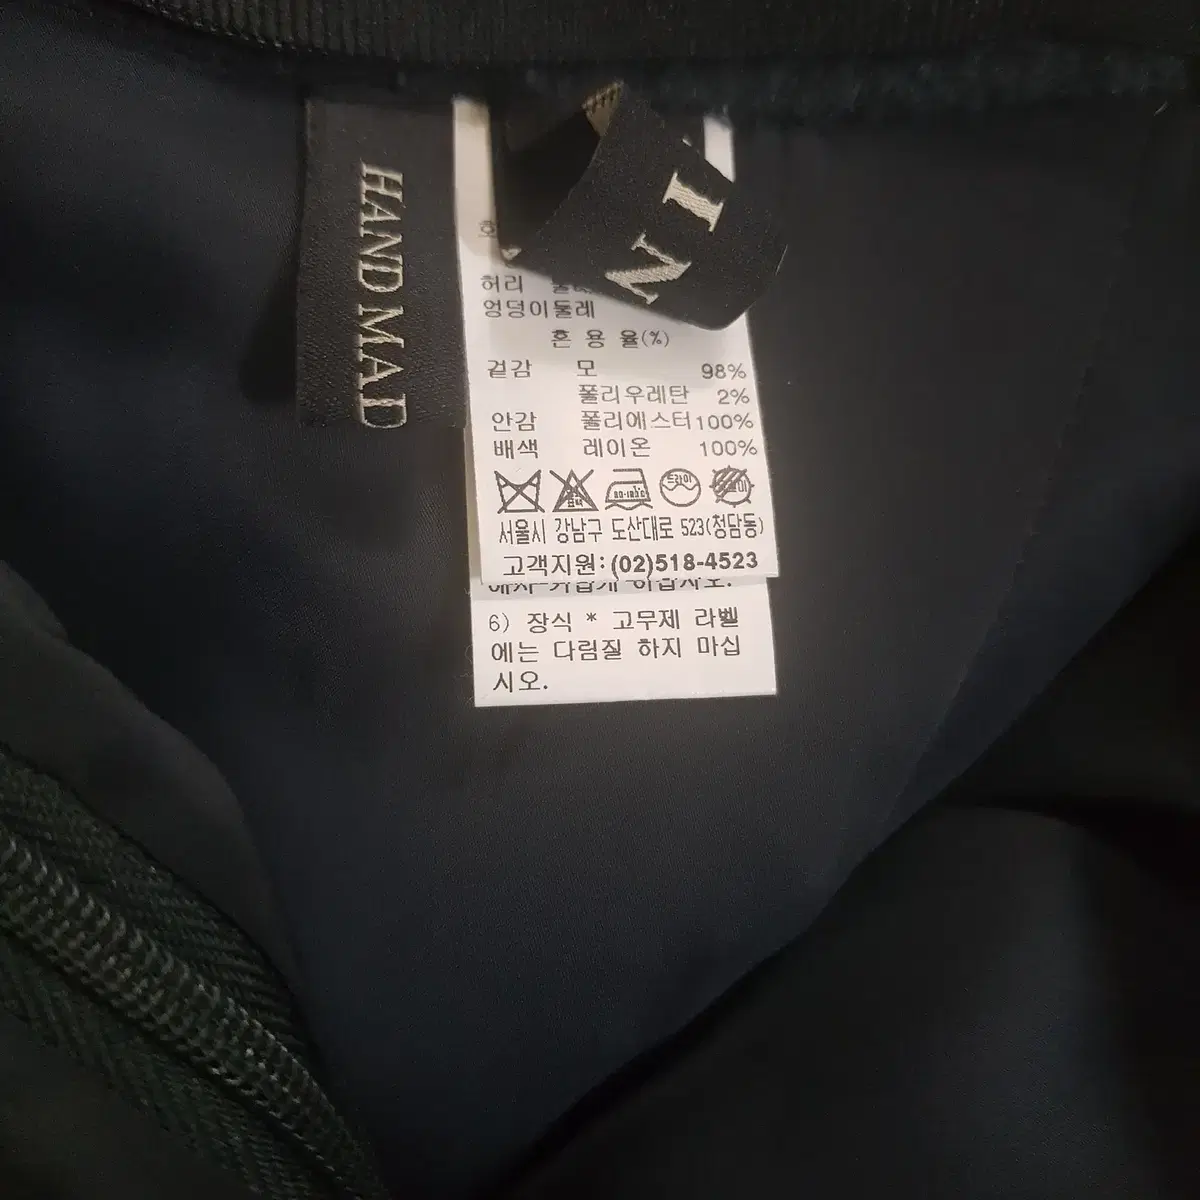 HAND MAD
IN
허리
엉덩이둘레
혼 용 율(%)
겉감 모 98%
폴리우레탄 2%
안감 폴리에스터 100%
배색 레이온 100%
드라이
서울시 강남구 도산대로 523(청담동)
고객지원: (02)518-4523
6) 장식 * 고무제 라벨
에는 다림질 하지 마십
시오.